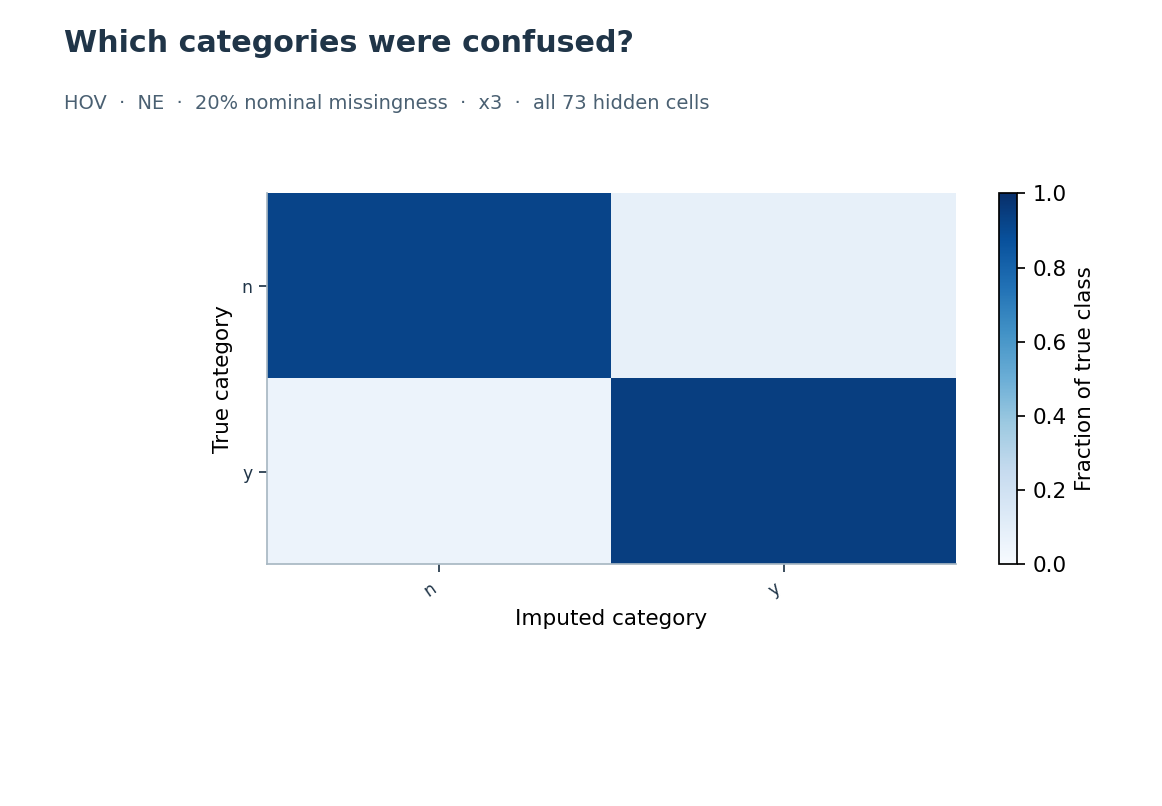 Which categories were confused?
HOV · NE · 20% nominal missingness · x3 · all 73 hidden cells
True category
n
y
n
y
Imputed category
1.0
0.8
0.6
0.4
0.2
0.0
Fraction of true class